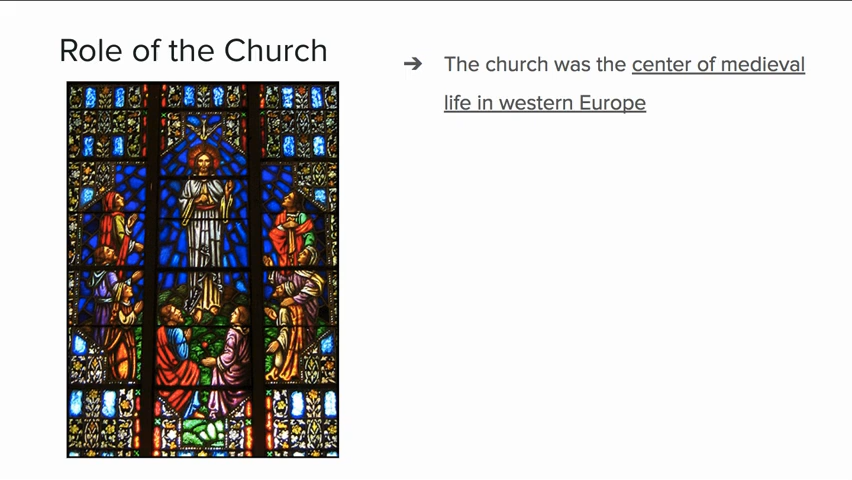 Role of the Church
➔ The church was the center of medieval
life in western Europe